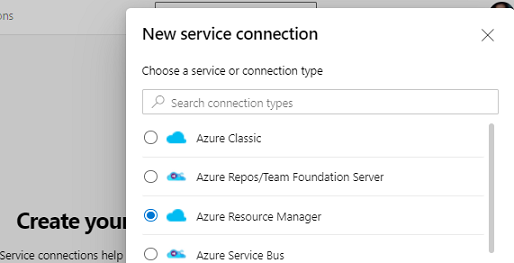 ons
New service connection
Choose a service or connection type
Search connection types
Azure Classic
Azure Repos/Team Foundation Server
Azure Resource Manager
Azure Service Bus
Create your
Service connections help